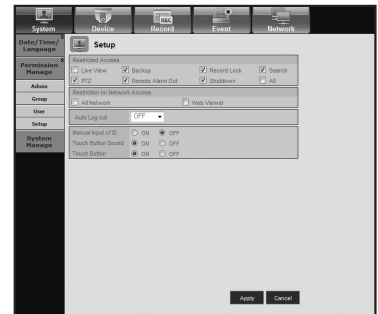 System Device Record Event Network
REC
Date/Time/
Language
Setup
Permission
Manage
Admin
Group
User
Setup
System
Manage
Restricted Access
Live View Backup Record Lock Search
PTZ Remote Alarm Out Shutdown All
Restriction on Network Access
All Network Web Viewer
Auto Log out OFF
Manual Input of ID ON OFF
Touch Button Sound ON OFF
Touch Button ON OFF
Apply Cancel